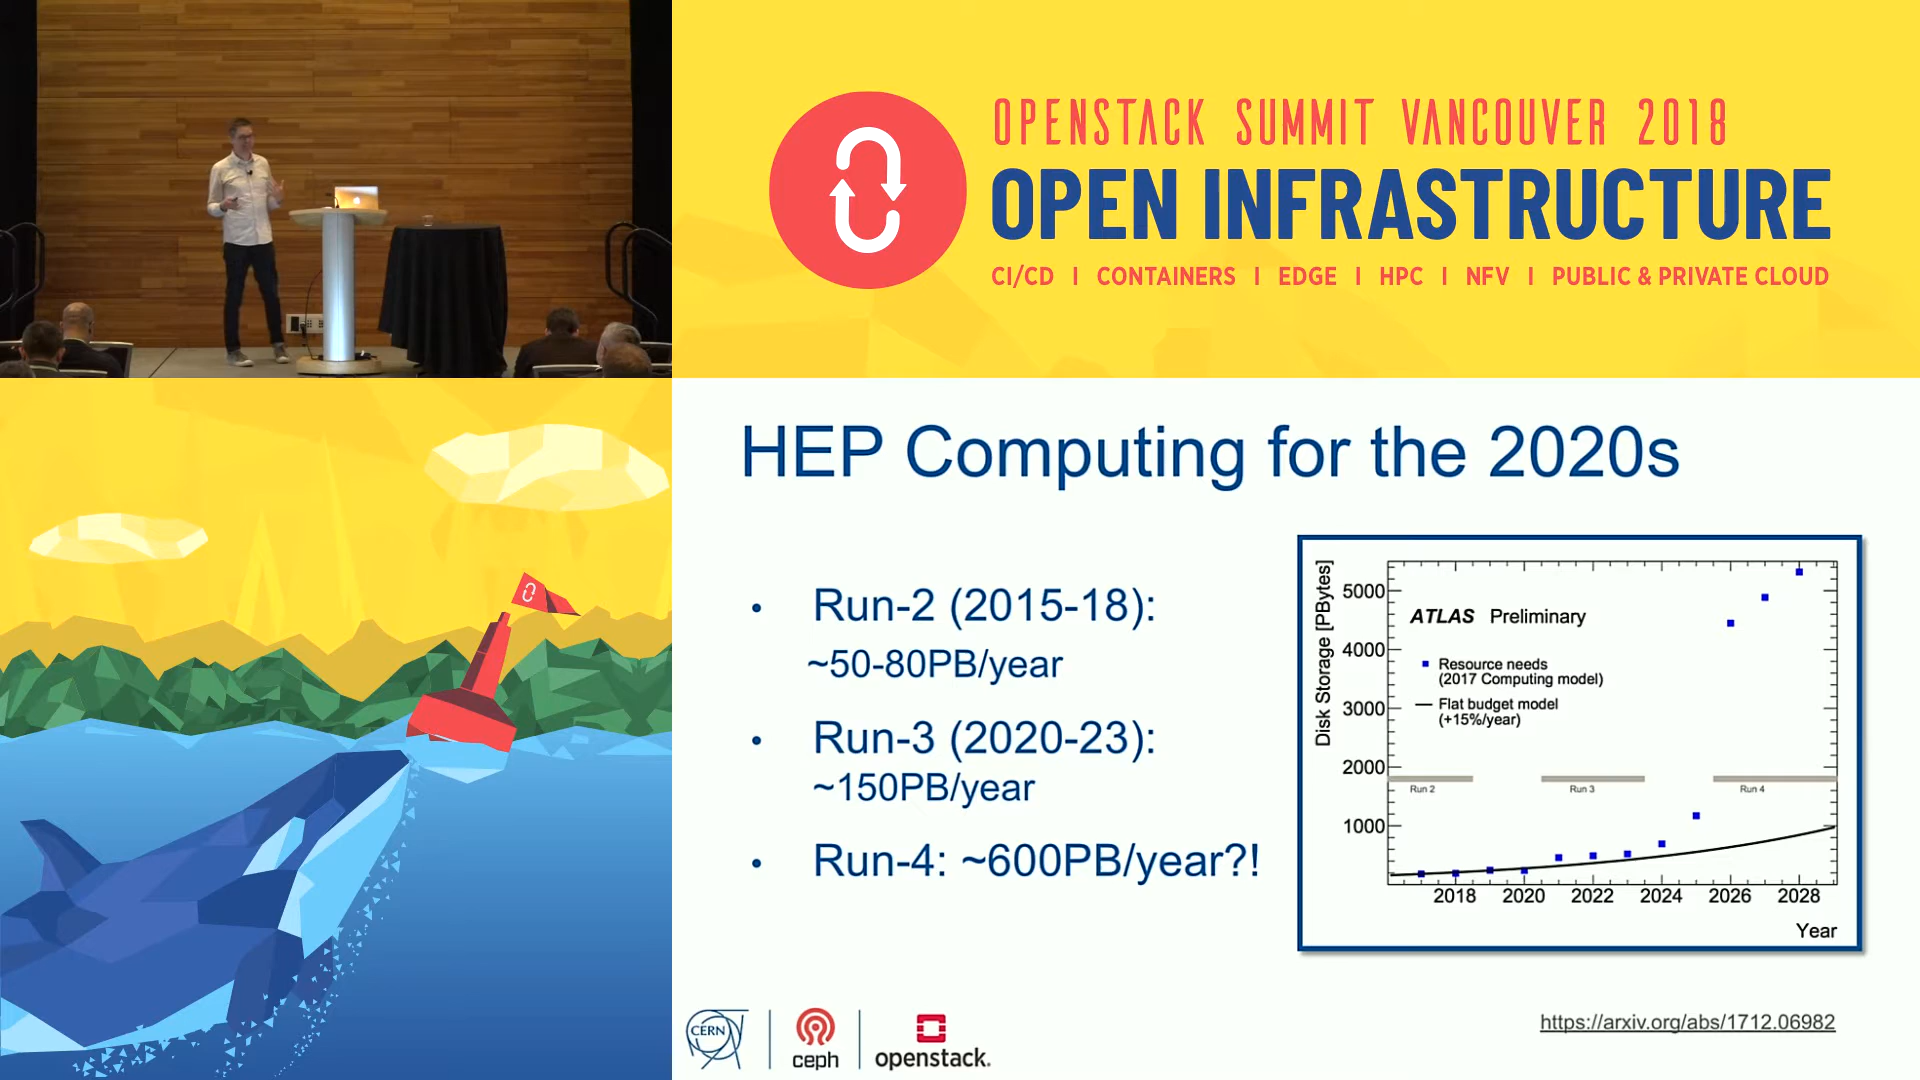 OPENSTACK SUMMIT VANCOUVER 2018
OPEN INFRASTRUCTURE
CI/CD | CONTAINERS | EDGE | HPC | NFV | PUBLIC & PRIVATE CLOUD
HEP Computing for the 2020s
• Run-2 (2015-18):
~50-80PB/year
• Run-3 (2020-23):
~150PB/year
• Run-4: ~600PB/year?!
Disk Storage [PBytes]
5000
4000
3000
2000
1000
ATLAS Preliminary
Resource needs
(2017 Computing model)
Flat budget model
(+15%/year)
Run 2
Run 3
Run 4
2018 2020 2022 2024 2026 2028
Year
CERN
ceph
openstack.
https://arxiv.org/abs/1712.06982